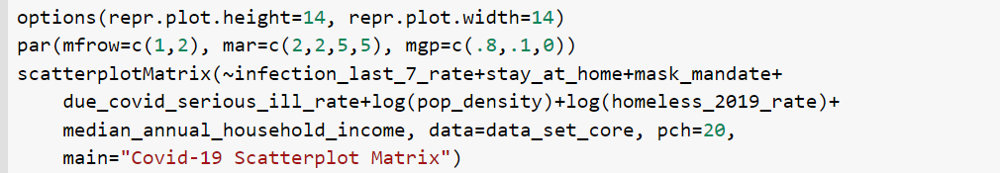 options(repr.plot.height=14, repr.plot.width=14)
par(mfrow=c(1,2), mar=c(2,2,5,5), mgp=c(.8,.1,0))
scatterplotMatrix(~infection_last_7_rate+stay_at_home+mask_mandate+
    due_covid_serious_ill_rate+log(pop_density)+log(homeless_2019_rate)+
    median_annual_household_income, data=data_set_core, pch=20,
    main="Covid-19 Scatterplot Matrix")